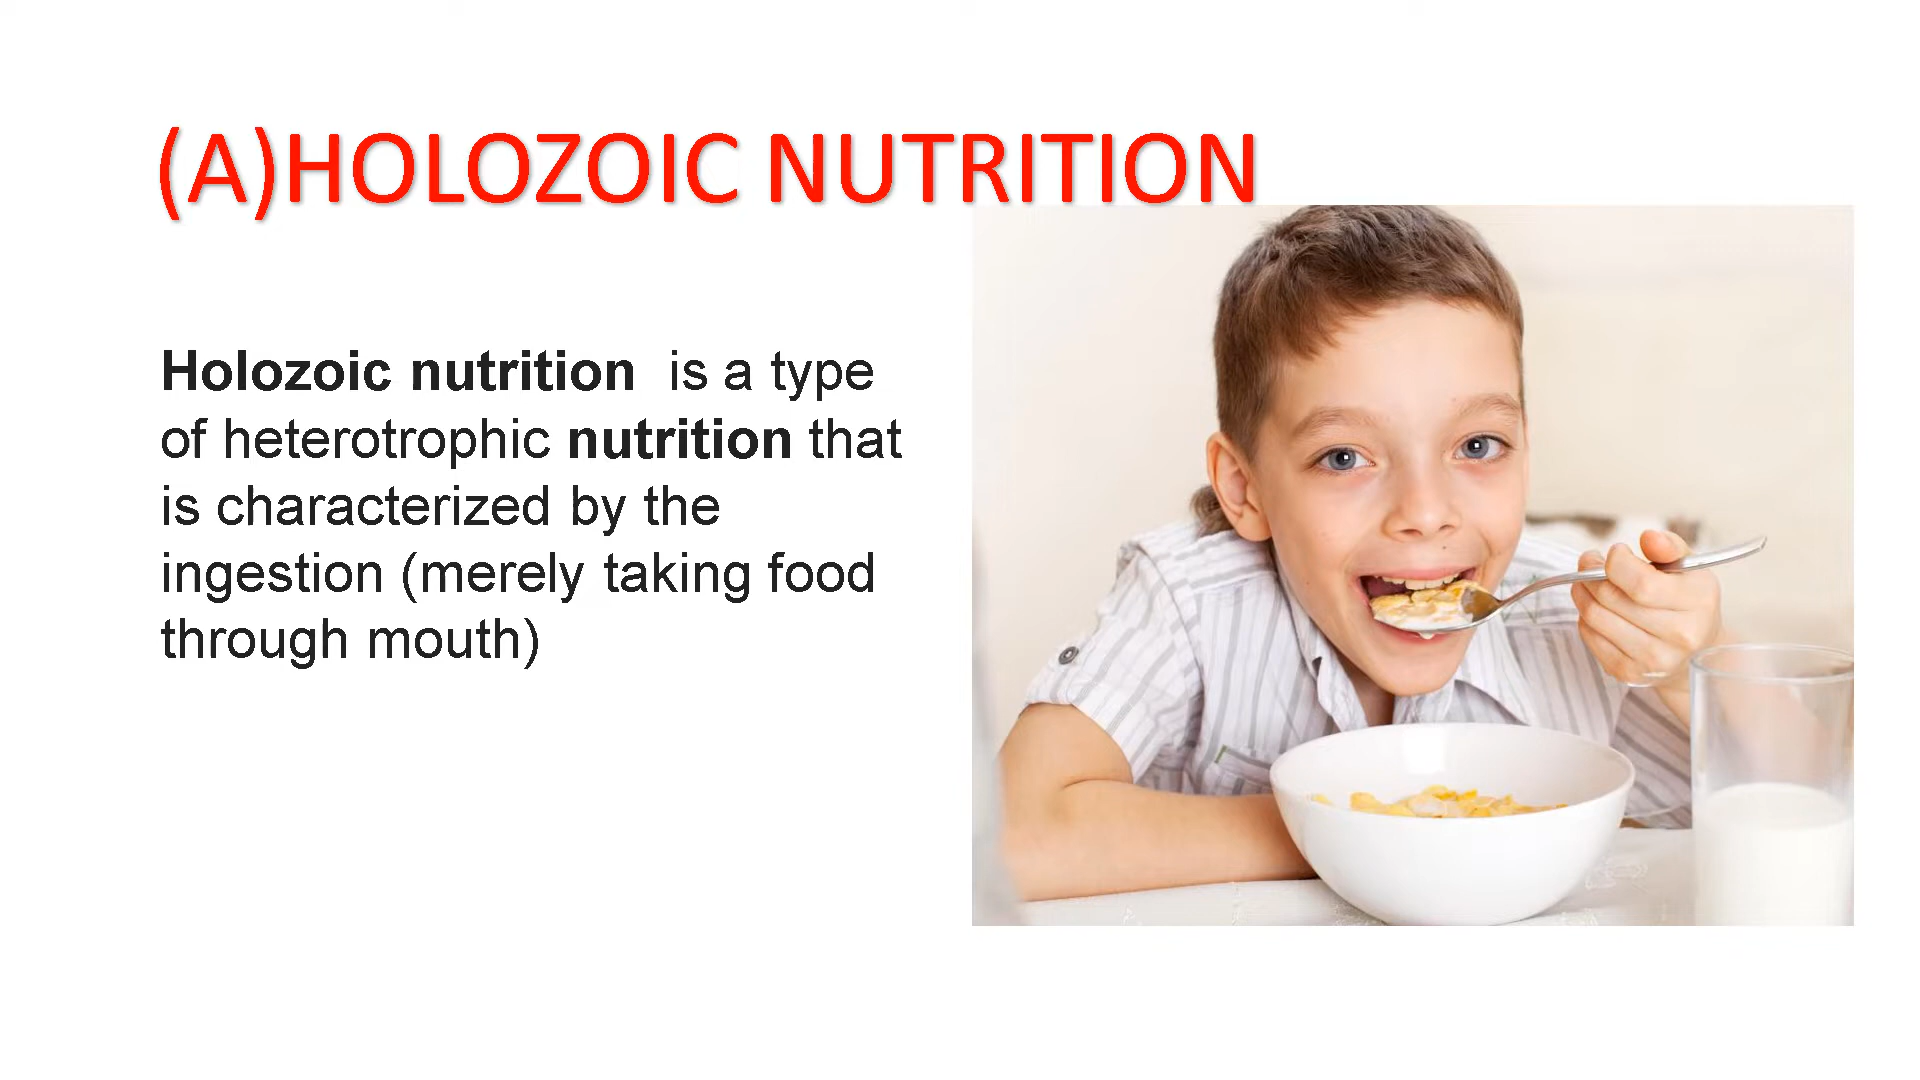 (A)HOLOZOIC NUTRITION
Holozoic nutrition is a type
of heterotrophic nutrition that
is characterized by the
ingestion (merely taking food
through mouth)